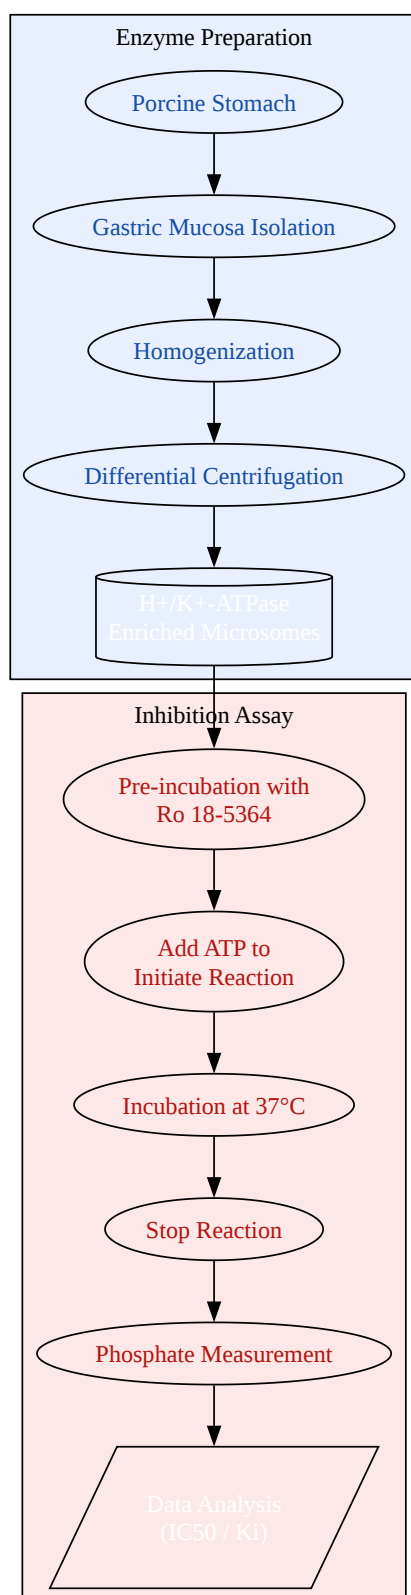 Enzyme Preparation
Porcine Stomach
Gastric Mucosa Isolation
Homogenization
Differential Centrifugation
H+/K+-ATPase
Enriched Microsomes
Inhibition Assay
Pre-incubation with
Ro 18-5364
Add ATP to
Initiate Reaction
Incubation at 37°C
Stop Reaction
Phosphate Measurement
Data Analysis
(IC50 / Ki)